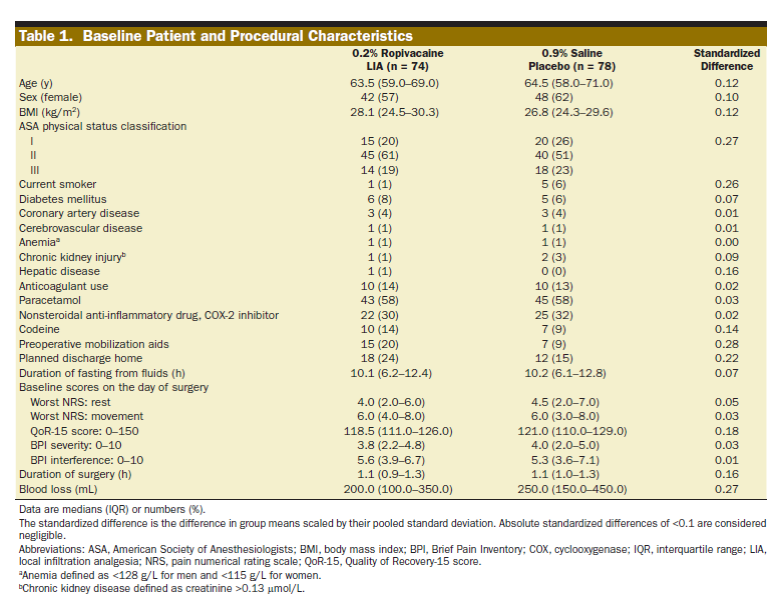 Table 1. Baseline Patient and Procedural Characteristics
0.2% Ropivacaine 0.9% Saline Standardized
LIA (n = 74) Placebo (n = 78) Difference
Age (y) 63.5 (59.0–69.0) 64.5 (58.0–71.0) 0.12
Sex (female) 42 (57) 48 (62) 0.10
BMI (kg/m²) 28.1 (24.5–30.3) 26.8 (24.3–29.6) 0.12
ASA physical status classification
I 15 (20) 20 (26) 0.27
II 45 (61) 40 (51)
III 14 (19) 18 (23)
Current smoker 1 (1) 5 (6) 0.26
Diabetes mellitus 6 (8) 5 (6) 0.07
Coronary artery disease 3 (4) 3 (4) 0.01
Cerebrovascular disease 1 (1) 1 (1) 0.01
Anemiaᵃ 1 (1) 1 (1) 0.00
Chronic kidney injuryᵇ 1 (1) 2 (3) 0.09
Hepatic disease 1 (1) 0 (0) 0.16
Anticoagulant use 10 (14) 10 (13) 0.02
Paracetamol 43 (58) 45 (58) 0.03
Nonsteroidal anti-inflammatory drug, COX-2 inhibitor 22 (30) 25 (32) 0.02
Codeine 10 (14) 7 (9) 0.14
Preoperative mobilization aids 15 (20) 7 (9) 0.28
Planned discharge home 18 (24) 12 (15) 0.22
Duration of fasting from fluids (h) 10.1 (6.2–12.4) 10.2 (6.1–12.8) 0.07
Baseline scores on the day of surgery
Worst NRS: rest 4.0 (2.0–6.0) 4.5 (2.0–7.0) 0.05
Worst NRS: movement 6.0 (4.0–8.0) 6.0 (3.0–8.0) 0.03
QoR-15 score: 0–150 118.5 (111.0–126.0) 121.0 (110.0–129.0) 0.18
BPI severity: 0–10 3.8 (2.2–4.8) 4.0 (2.0–5.0) 0.03
BPI interference: 0–10 5.6 (3.9–6.7) 5.3 (3.6–7.1) 0.01
Duration of surgery (h) 1.1 (0.9–1.3) 1.1 (1.0–1.3) 0.16
Blood loss (mL) 200.0 (100.0–350.0) 250.0 (150.0–450.0) 0.27
Data are medians (IQR) or numbers (%).
The standardized difference is the difference in group means scaled by their pooled standard deviation. Absolute standardized differences of <0.1 are considered
negligible.
Abbreviations: ASA, American Society of Anesthesiologists; BMI, body mass index; BPI, Brief Pain Inventory; COX, cyclooxygenase; IQR, interquartile range; LIA,
local infiltration analgesia; NRS, pain numerical rating scale; QoR-15, Quality of Recovery-15 score.
ᵃAnemia defined as <128 g/L for men and <115 g/L for women.
ᵇChronic kidney disease defined as creatinine >0.13 μmol/L.